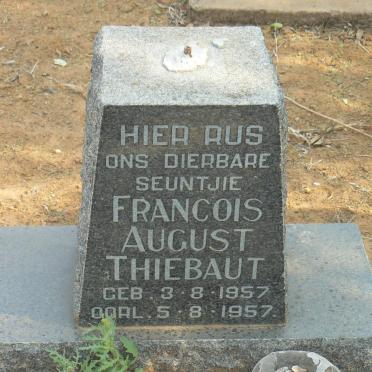 HIER RUS
ONS DIERBARE
SEUNTJIE
FRANCOIS
AUGUST
THIEBAUT
GEB. 3-8-1957
OORL. 5-8-1957.